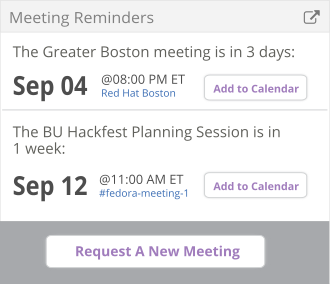 Meeting Reminders
The Greater Boston meeting is in 3 days:
Sep 04
@08:00 PM ET
Red Hat Boston
Add to Calendar
The BU Hackfest Planning Session is in
1 week:
Sep 12
@11:00 AM ET
#fedora-meeting-1
Add to Calendar
Request A New Meeting